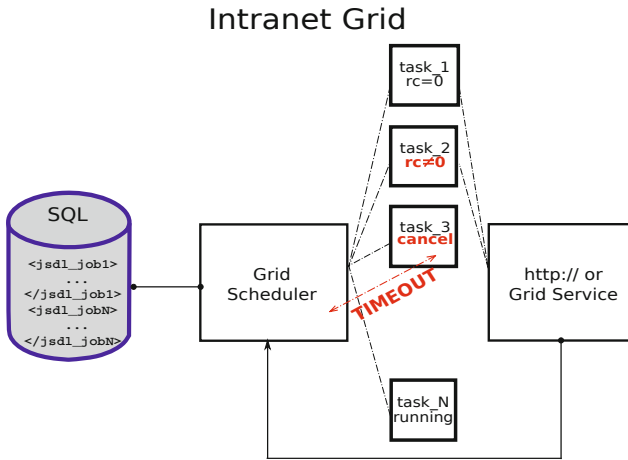 Intranet Grid
SQL
<jsdl_job1>
...
</jsdl_job1>
<jsdl_jobN>
...
</jsdl_jobN>
Grid
Scheduler
task_1
rc=0
task_2
rc≠0
task_3
cancel
TIMEOUT
task_N
running
http:// or
Grid Service